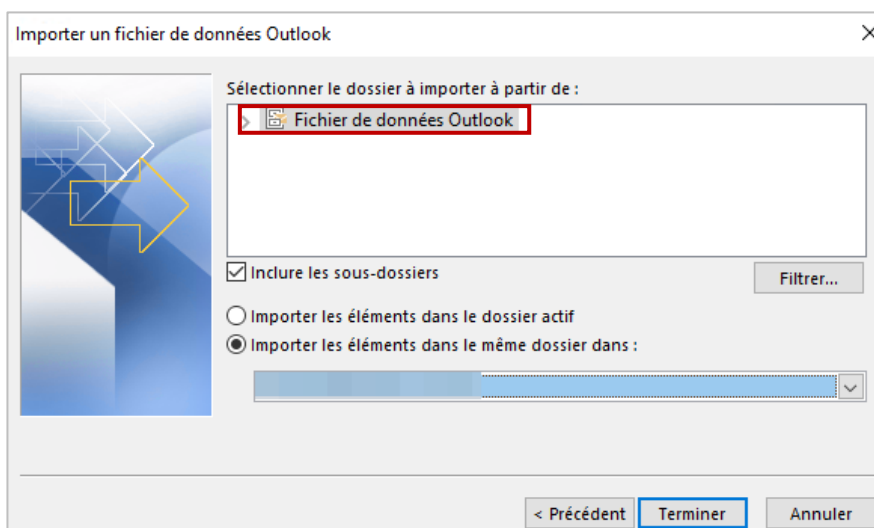 Importer un fichier de données Outlook
Sélectionner le dossier à importer à partir de :
Fichier de données Outlook
Inclure les sous-dossiers
Filtrer...
Importer les éléments dans le dossier actif
Importer les éléments dans le même dossier dans :
< Précédent
Terminer
Annuler